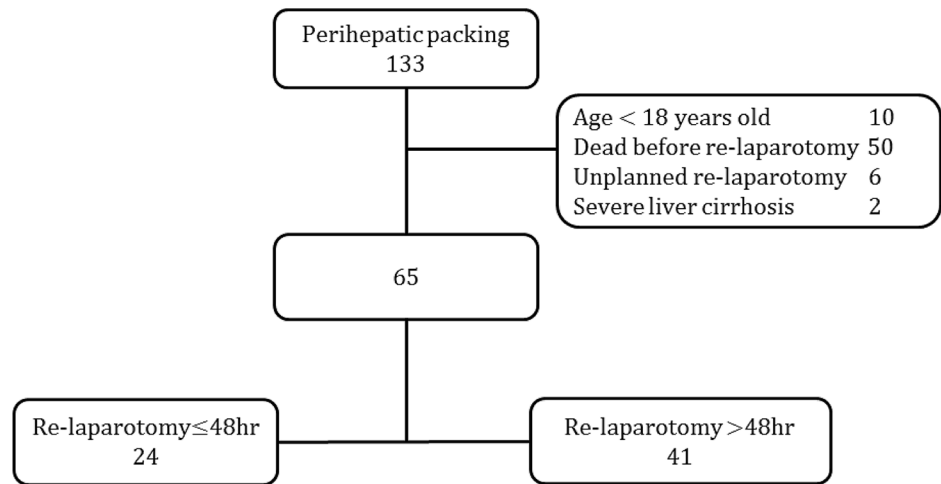 Perihepatic packing
133
Age < 18 years old 10
Dead before re-laparotomy 50
Unplanned re-laparotomy 6
Severe liver cirrhosis 2
65
Re-laparotomy≤48hr
24
Re-laparotomy >48hr
41